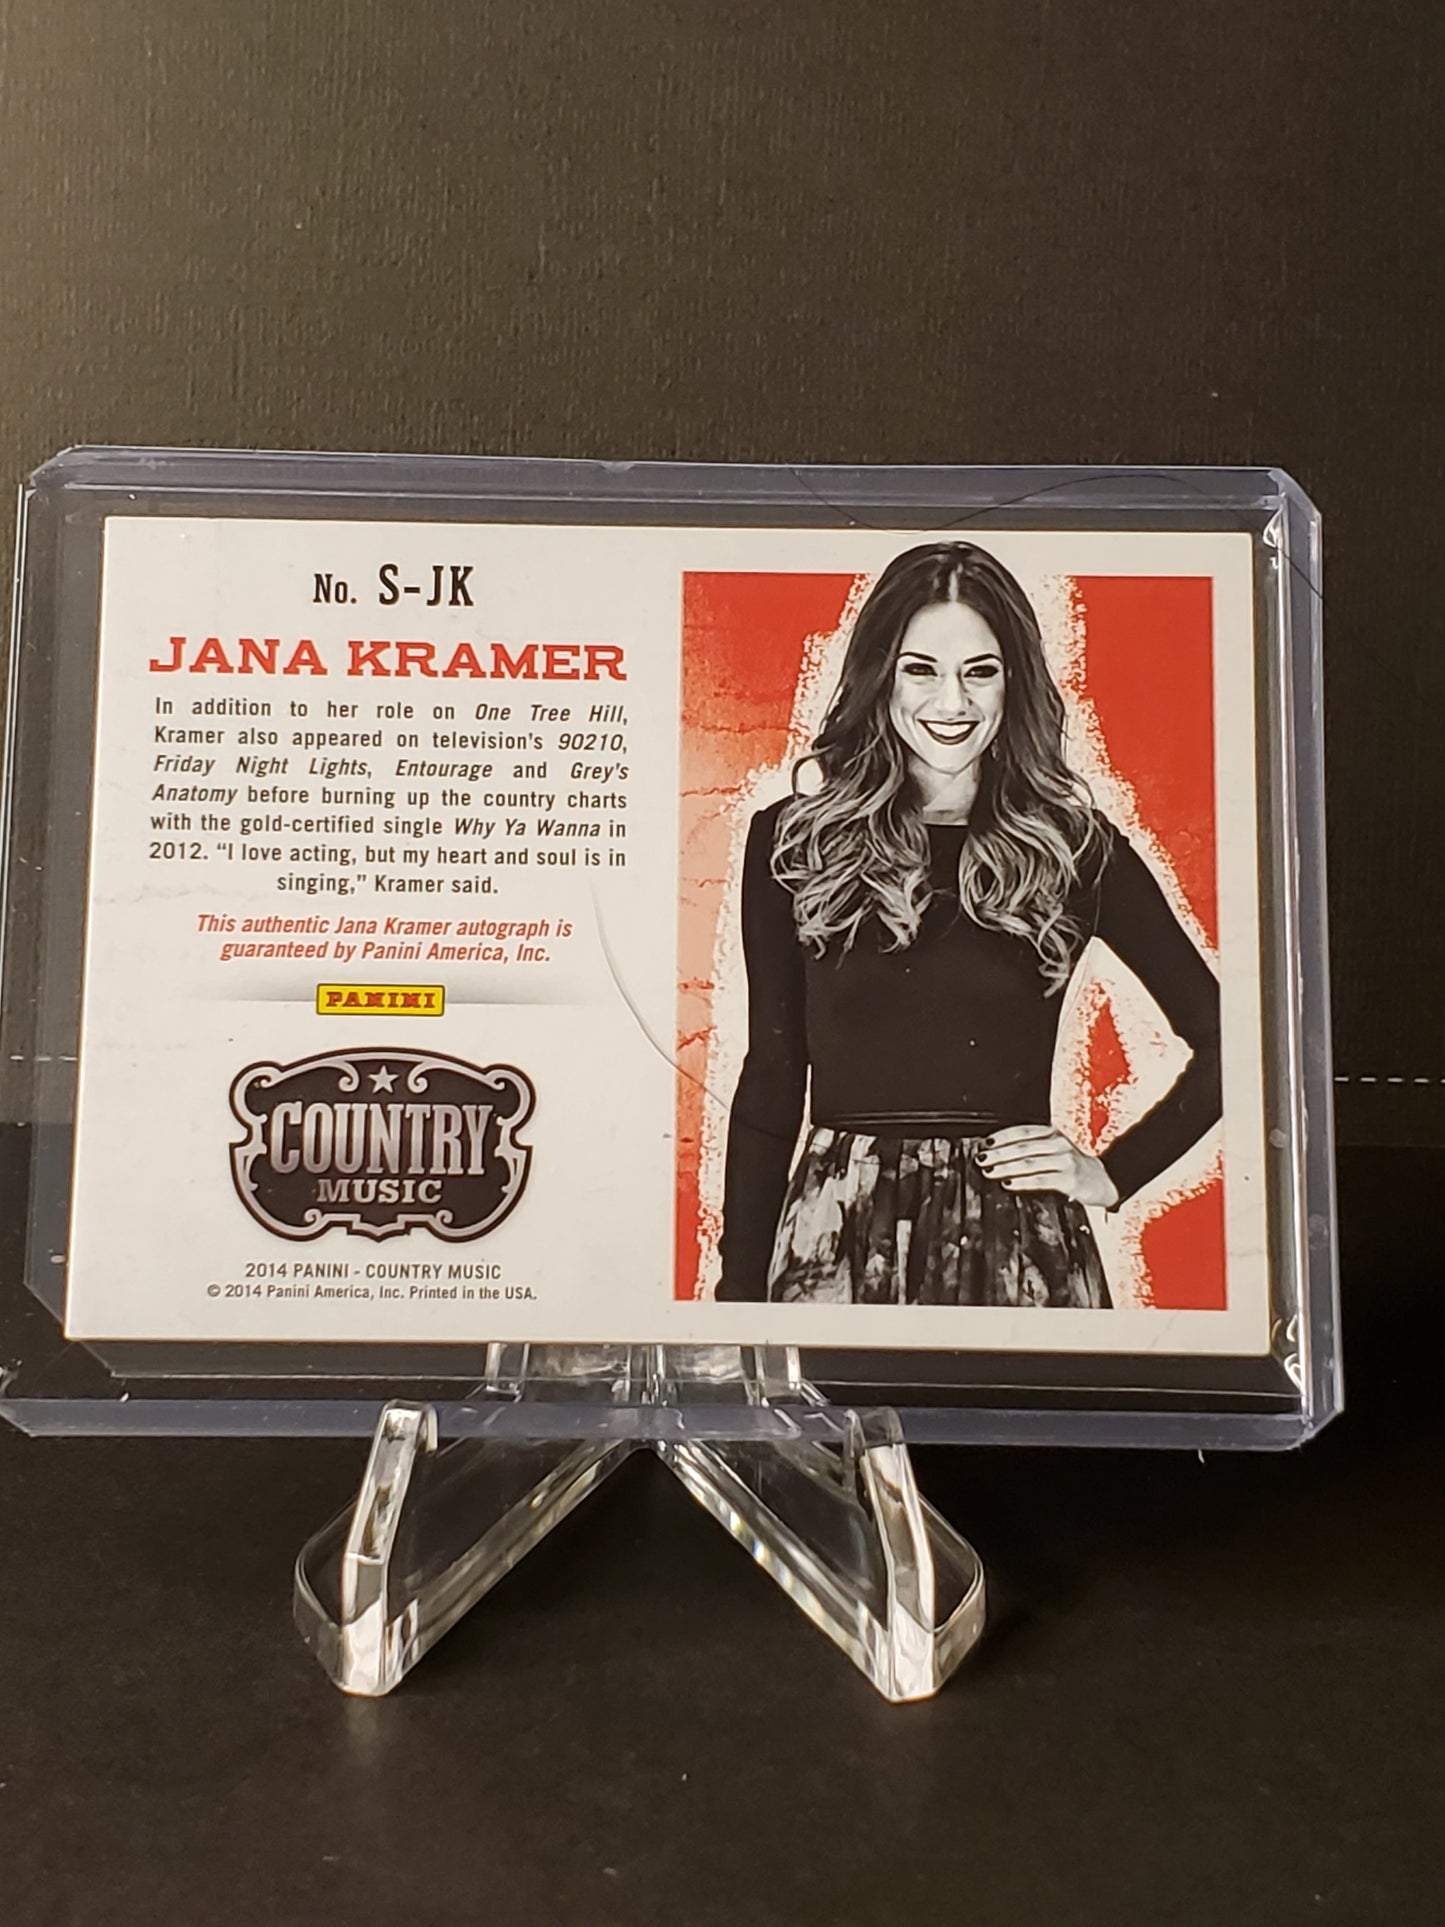 No. S-JK
JANA KRAMER
In addition to her role on One Tree Hill,
Kramer also appeared on television's 90210,
Friday Night Lights, Entourage and Grey's
Anatomy before burning up the country charts
with the gold-certified single Why Ya Wanna in
2012. “I love acting, but my heart and soul is in
singing,” Kramer said.
This authentic Jana Kramer autograph is
guaranteed by Panini America, Inc.
PANINI
COUNTRY
MUSIC
2014 PANINI - COUNTRY MUSIC
© 2014 Panini America, Inc. Printed in the USA.